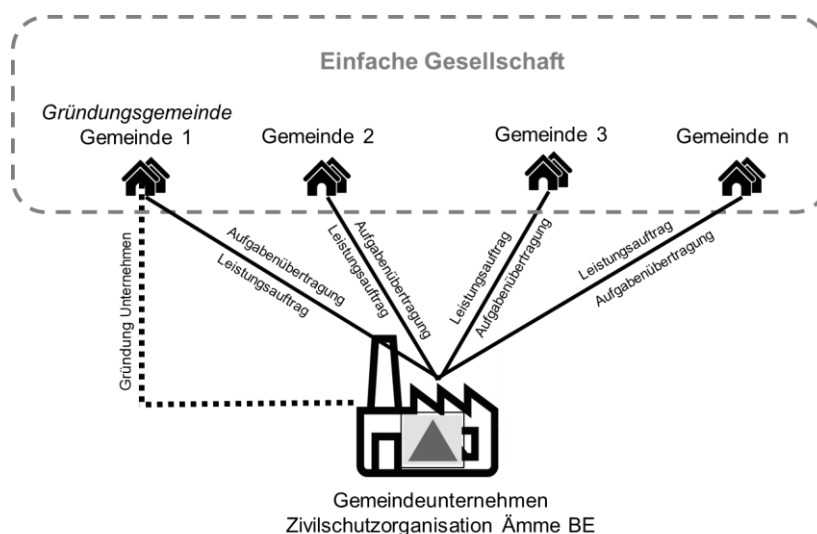 Einfache Gesellschaft
Gründungsgemeinde
Gemeinde 1
Gemeinde 2
Gemeinde 3
Gemeinde n
Gründung Unternehmen
Aufgabenübertragung
Leistungsauftrag
Aufgabenübertragung
Leistungsauftrag
Leistungsauftrag
Aufgabenübertragung
Leistungsauftrag
Aufgabenübertragung
Gemeindeunternehmen
Zivilschutzorganisation Ämme BE